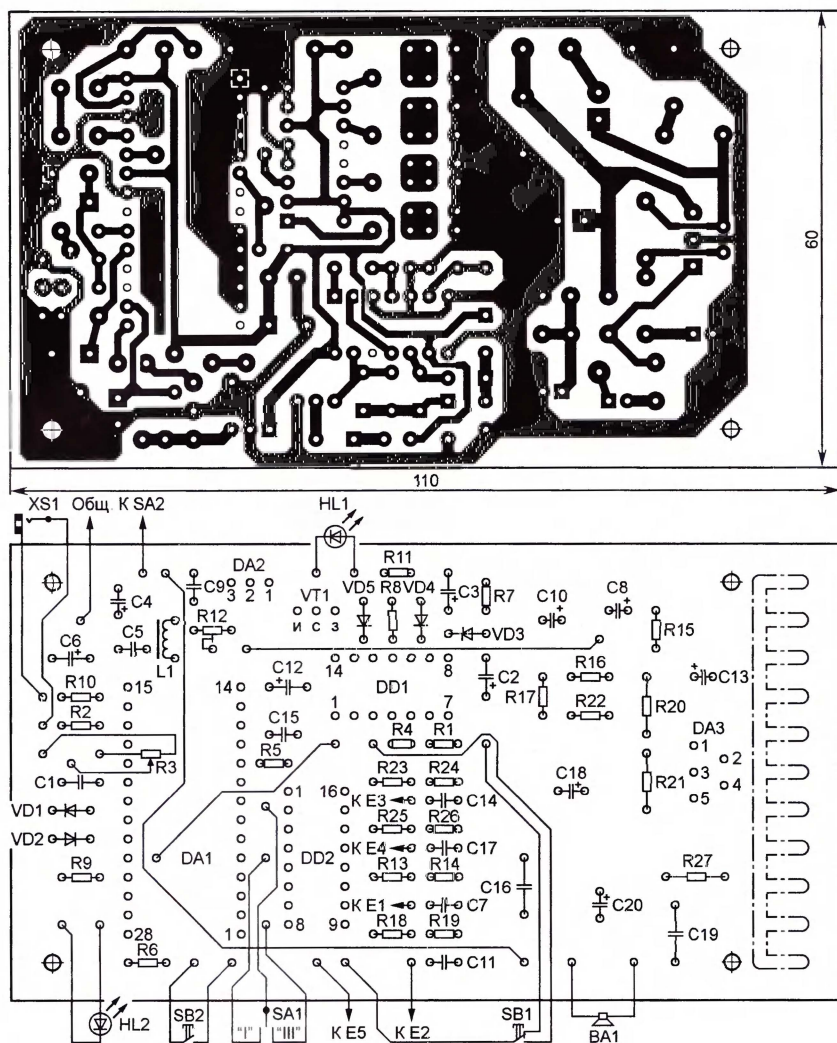 60
110
XS1 Общ. К SA2 HL1
DA2 R11
C9 3 2 1 VT1 VD5 R8 VD4 C3 R7 C10 C8
C4 И С З
R12 R15
C6 C5 L1 VD3
C12 14 8 C2 R16 C13
R10 15 14 DD1 R17
R2 C15 1 7 R22 R20 DA3
R4 R1 1
R3 R5 2
C1 R23 R24 C18 R21 3
1 16 К E3 C14 4
VD1 R25 R26 5
VD2 К E4 C17
DA1 DD2 R13 R14
R9 C16 R27
К E1 C7 C20
28 1 8 9 R18 R19 C19
R6 C11
HL2 SB2 SA1 SB1
"I" "III" К E5 К E2 BA1